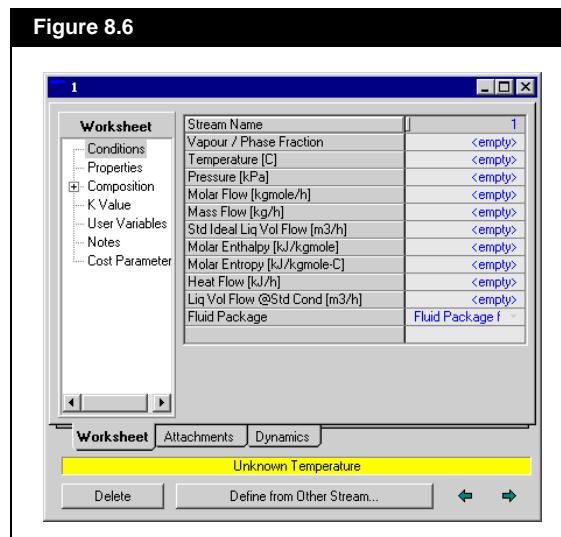 Figure 8.6
1
Worksheet
Conditions
Properties
Composition
K Value
User Variables
Notes
Cost Parameter
Stream Name 1
Vapour / Phase Fraction <empty>
Temperature [C] <empty>
Pressure [kPa] <empty>
Molar Flow [kgmole/h] <empty>
Mass Flow [kg/h] <empty>
Std Ideal Liq Vol Flow [m3/h] <empty>
Molar Enthalpy [kJ/kgmole] <empty>
Molar Entropy [kJ/kgmole-C] <empty>
Heat Flow [kJ/h] <empty>
Liq Vol Flow @Std Cond [m3/h] <empty>
Fluid Package Fluid Package f
Worksheet Attachments Dynamics
Unknown Temperature
Delete Define from Other Stream...